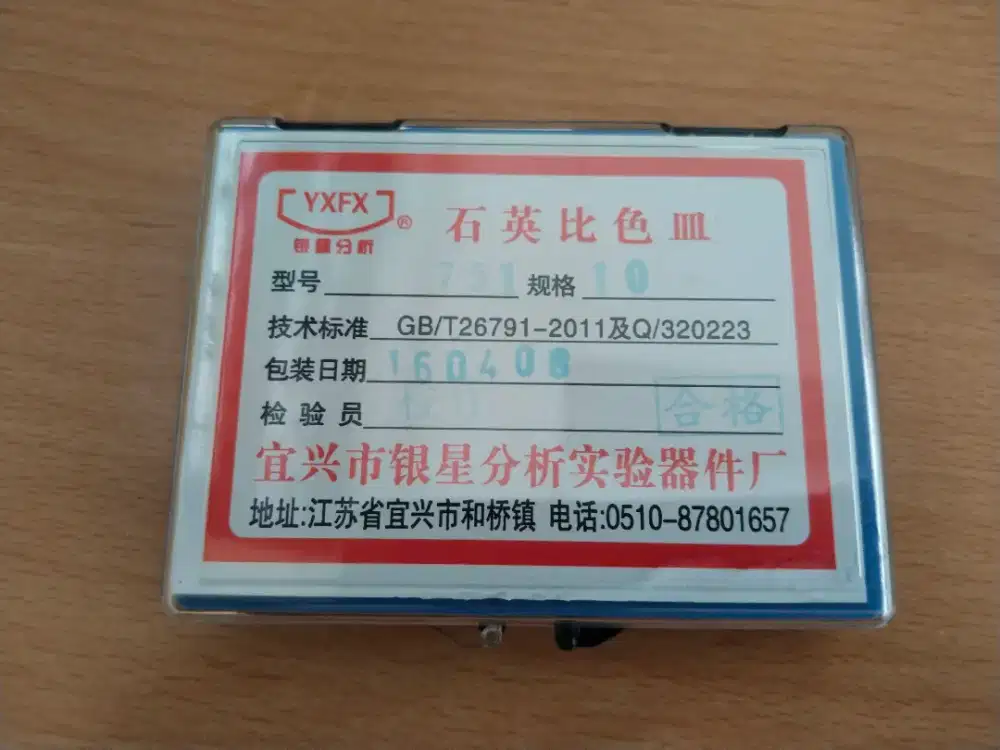 YXFX®
银星分析
石英比色皿
型号 751 规格 10
技术标准 GB/T26791-2011及Q/320223
包装日期 160408
检验员
合格
宜兴市银星分析实验器件厂
地址:江苏省宜兴市和桥镇 电话:0510-87801657